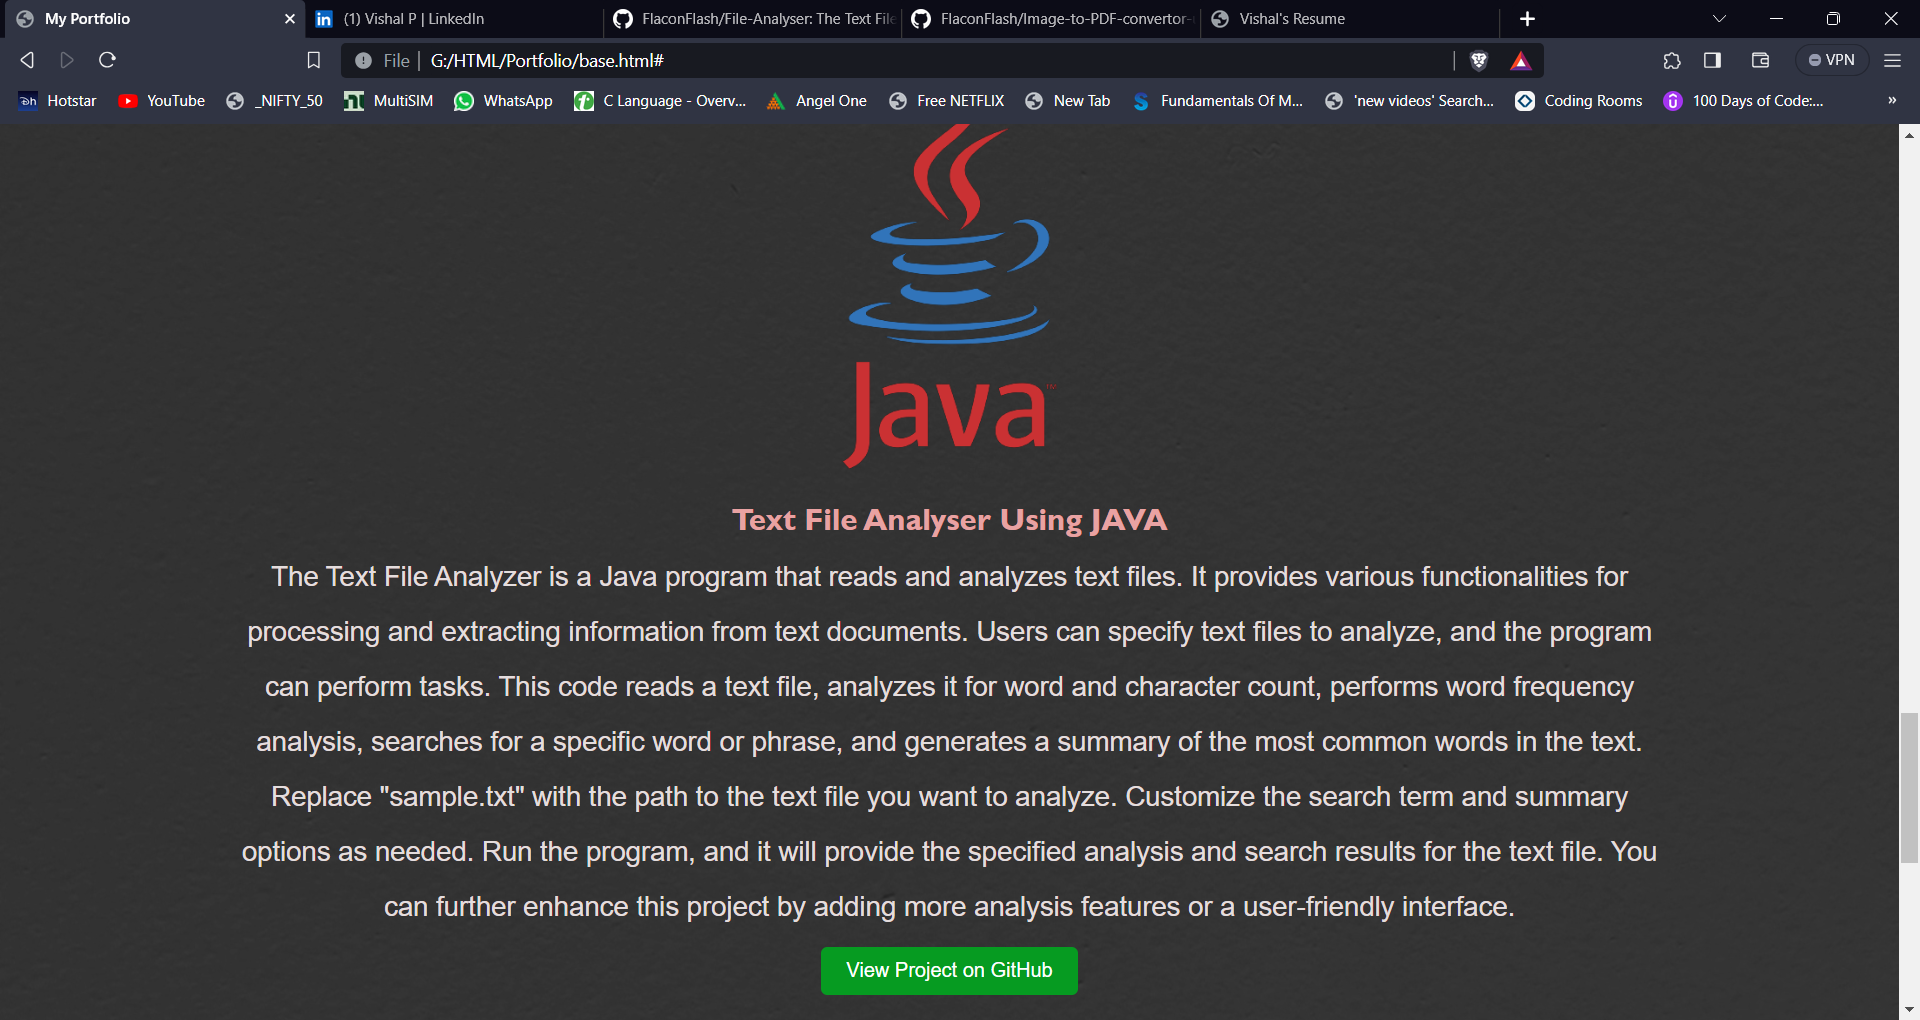 My Portfolio
(1) Vishal P | LinkedIn
FlaconFlash/File-Analyser: The Text File
FlaconFlash/Image-to-PDF-convertor-
Vishal's Resume
File
G:/HTML/Portfolio/base.html#
VPN
Hotstar
YouTube
_NIFTY_50
MultiSIM
WhatsApp
C Language - Overv...
Angel One
Free NETFLIX
New Tab
Fundamentals Of M...
'new videos' Search...
Coding Rooms
100 Days of Code:...
»
Java™
Text File Analyser Using JAVA
The Text File Analyzer is a Java program that reads and analyzes text files. It provides various functionalities for
processing and extracting information from text documents. Users can specify text files to analyze, and the program
can perform tasks. This code reads a text file, analyzes it for word and character count, performs word frequency
analysis, searches for a specific word or phrase, and generates a summary of the most common words in the text.
Replace "sample.txt" with the path to the text file you want to analyze. Customize the search term and summary
options as needed. Run the program, and it will provide the specified analysis and search results for the text file. You
can further enhance this project by adding more analysis features or a user-friendly interface.
View Project on GitHub